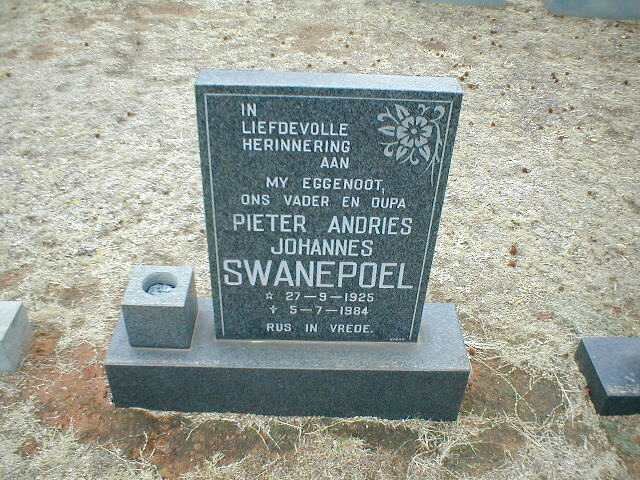 IN
LIEFDEVOLLE
HERINNERING
AAN
MY EGGENOOT,
ONS VADER EN OUPA
PIETER ANDRIES
JOHANNES
SWANEPOEL
☆ 27-9-1925
✝ 5-7-1984
RUS IN VREDE.